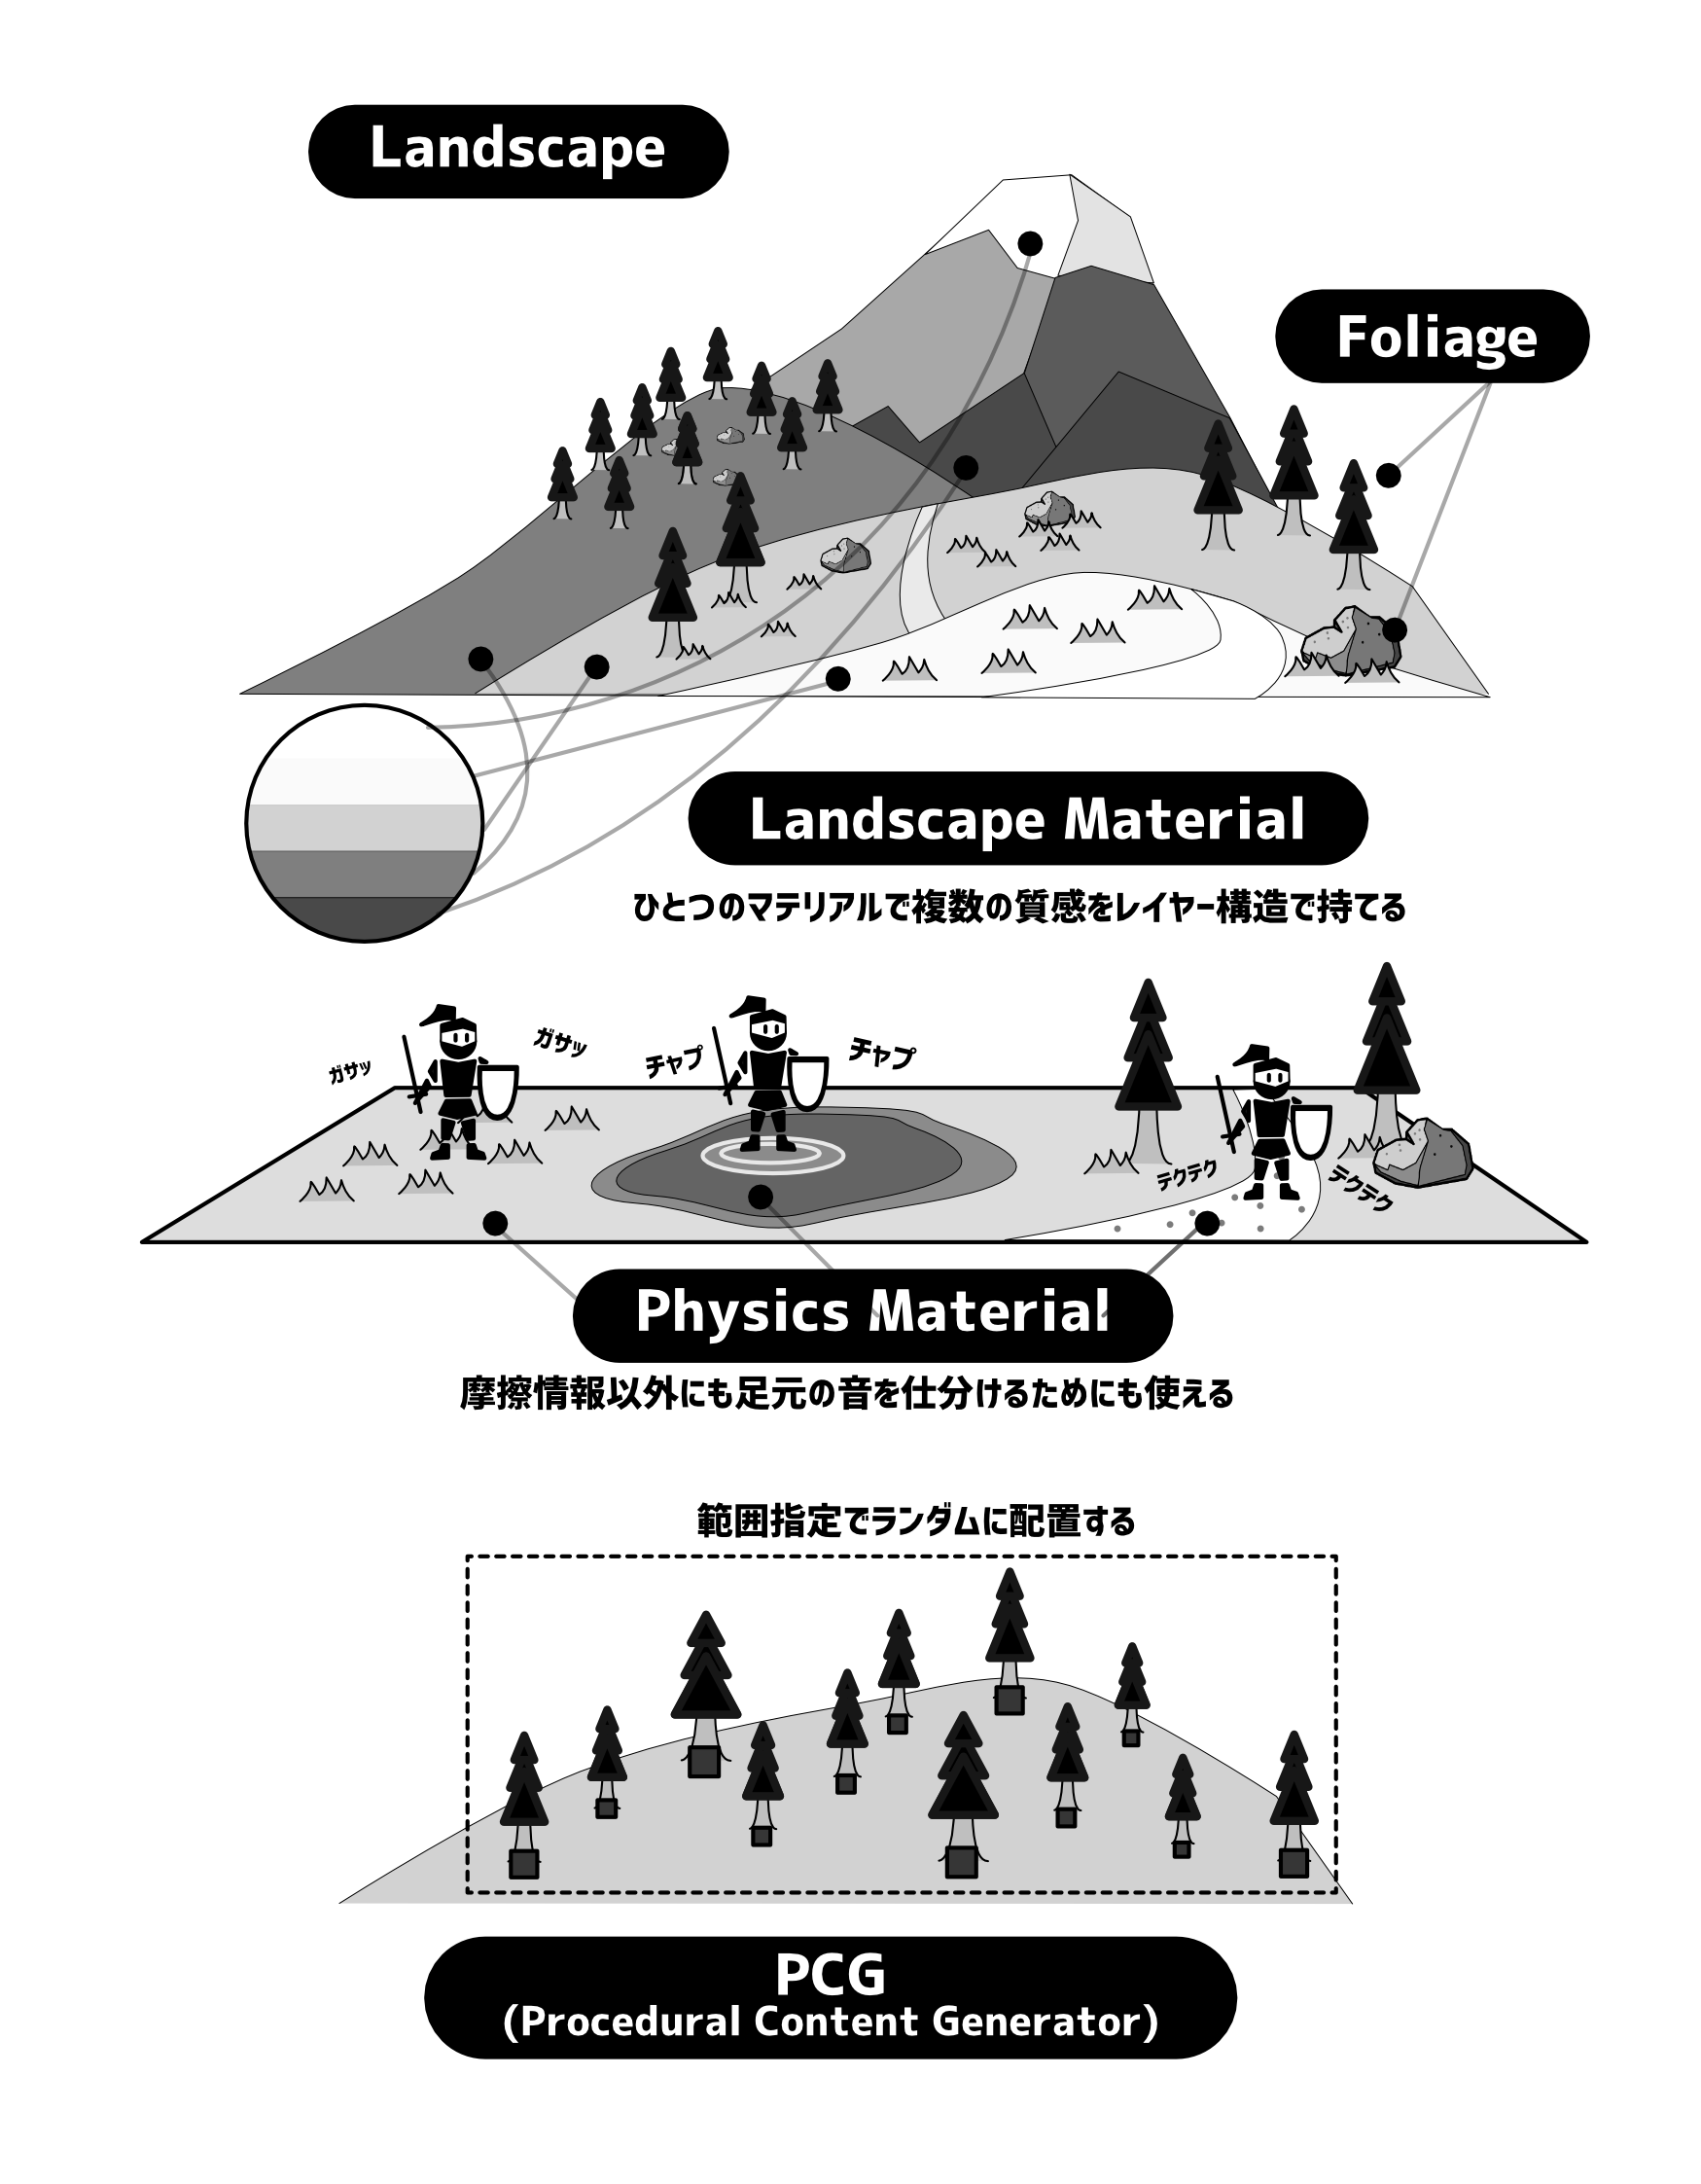 Landscape
Foliage
Landscape Material
ひとつのマテリアルで複数の質感をレイヤー構造で持てる
ガサッ
ガサッ
チャプ
チャプ
テクテク
テクテク
Physics Material
摩擦情報以外にも足元の音を仕分けるためにも使える
範囲指定でランダムに配置する
PCG
(Procedural Content Generator)